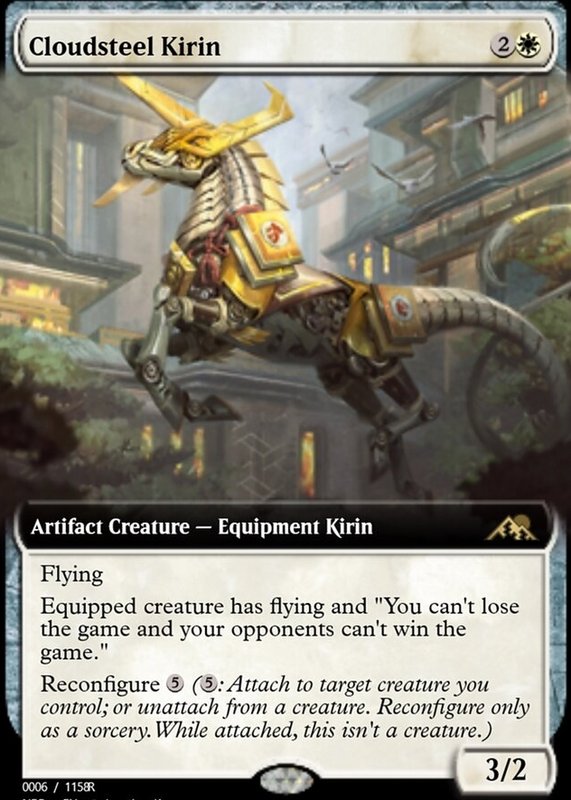 Cloudsteel Kirin 2
Artifact Creature — Equipment Kirin
Flying
Equipped creature has flying and "You can't lose
the game and your opponents can't win the
game."
Reconfigure 5 (5: Attach to target creature you
control; or unattach from a creature. Reconfigure only
as a sorcery. While attached, this isn't a creature.)
3/2
0006 / 1158R